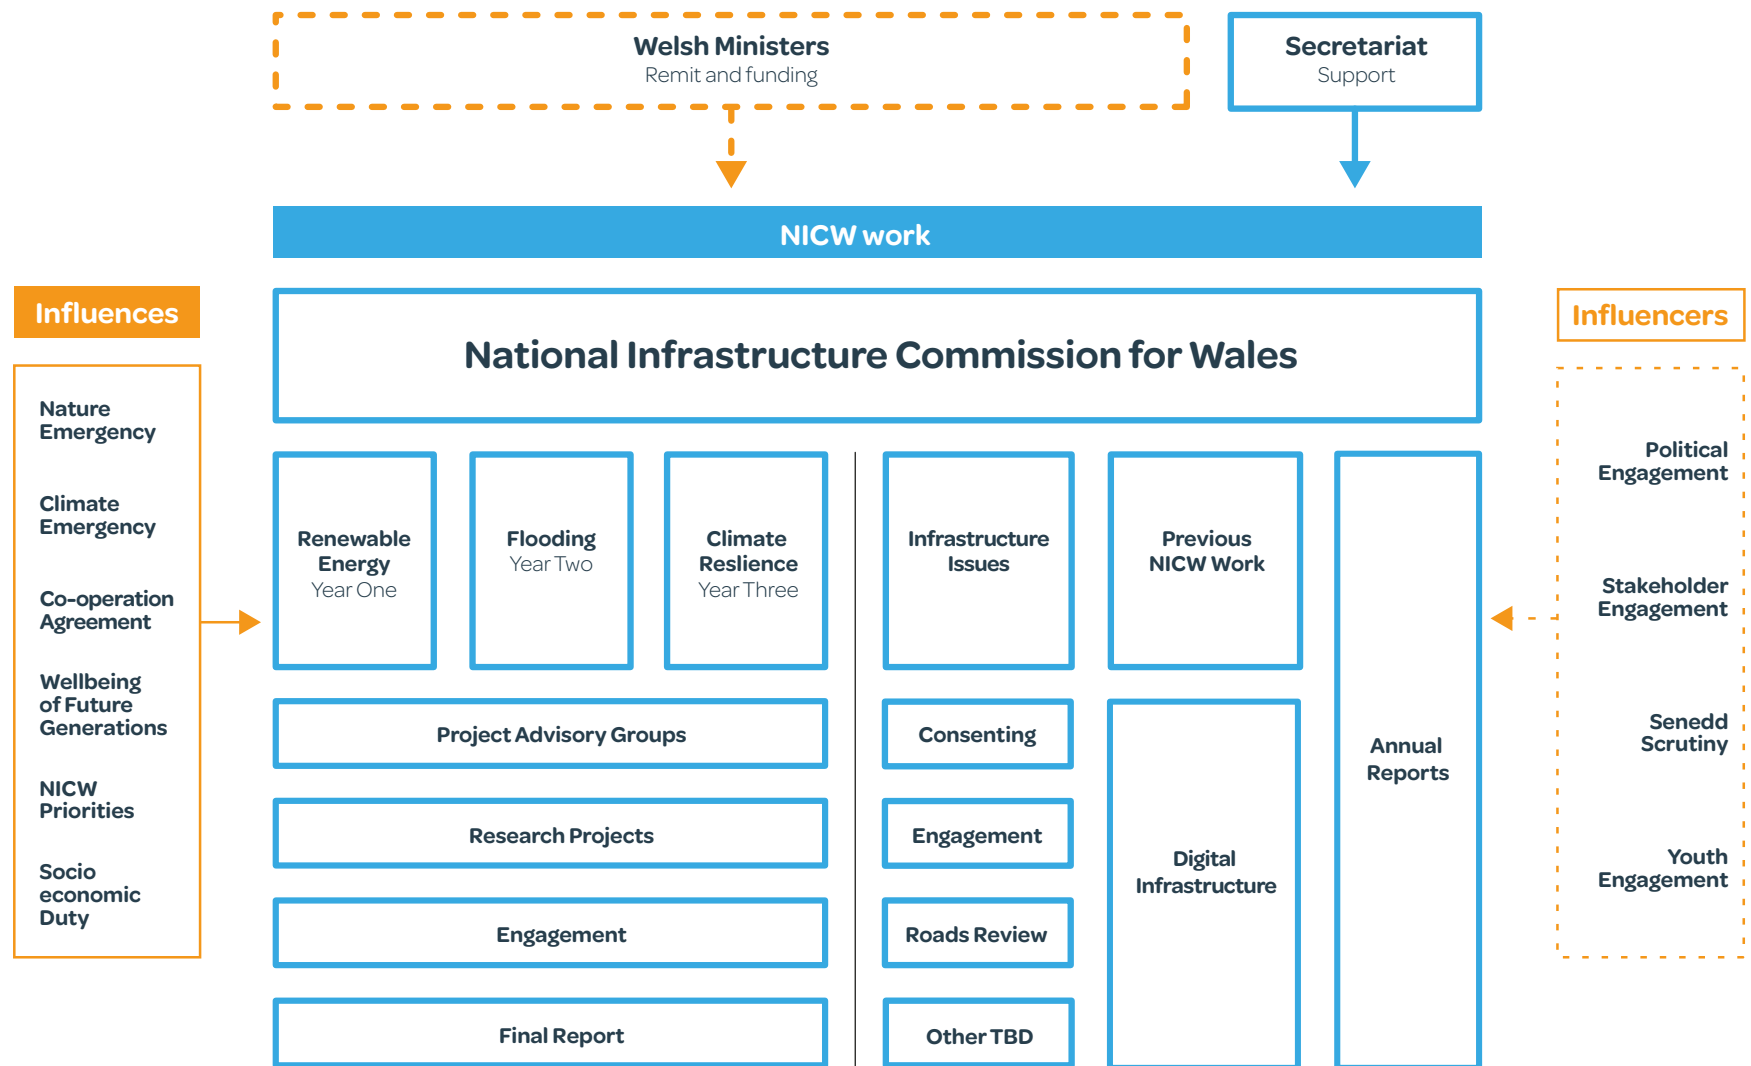 Welsh Ministers
Remit and funding
Secretariat
Support
NICW work
Influences
Nature
Emergency
Climate
Emergency
Co-operation
Agreement
Wellbeing
of Future
Generations
NICW
Priorities
Socio
economic
Duty
National Infrastructure Commission for Wales
Renewable
Energy
Year One
Flooding
Year Two
Climate
Reslience
Year Three
Project Advisory Groups
Research Projects
Engagement
Final Report
Infrastructure
Issues
Consenting
Engagement
Roads Review
Other TBD
Previous
NICW Work
Digital
Infrastructure
Annual
Reports
Influencers
Political
Engagement
Stakeholder
Engagement
Senedd
Scrutiny
Youth
Engagement